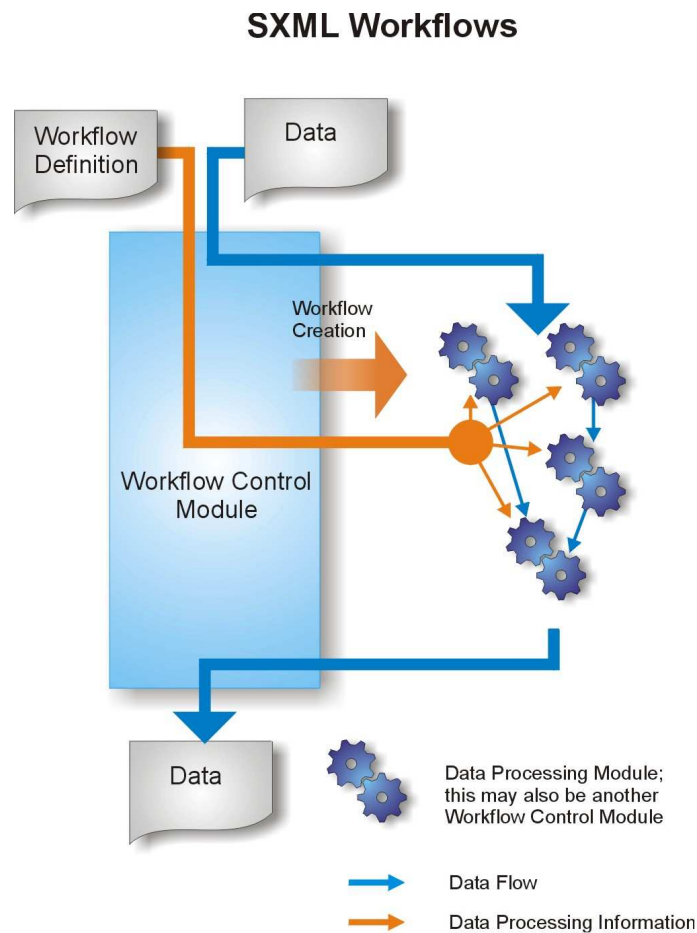 SXML Workflows
Workflow
Definition
Data
Workflow
Creation
Workflow Control
Module
Data
Data Processing Module;
this may also be another
Workflow Control Module
Data Flow
Data Processing Information